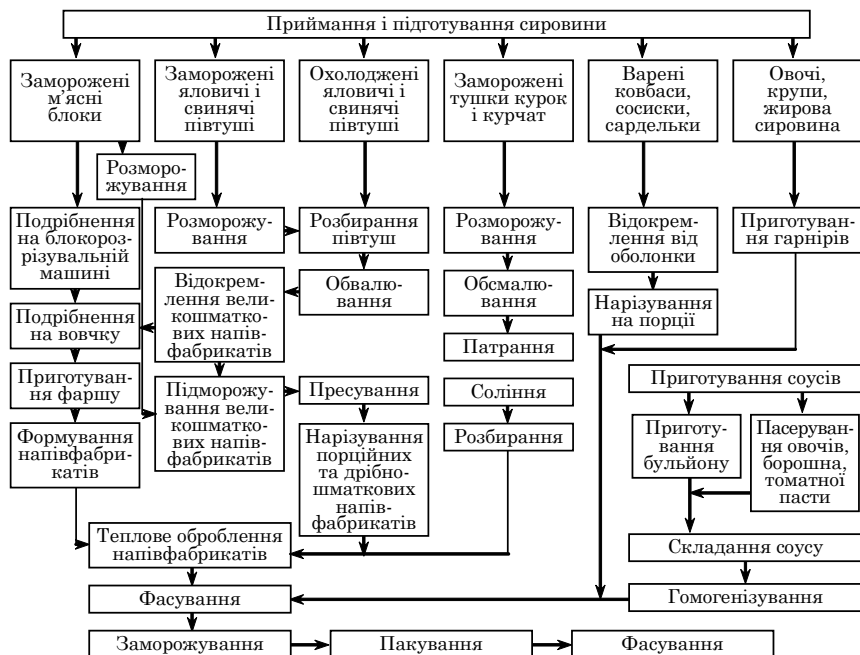 Приймання і підготування сировини
Заморожені
м’ясні
блоки
Заморожені
яловичі і
свинячі
півтуші
Охолоджені
яловичі і
свинячі
півтуші
Заморожені
тушки курок
і курчат
Варені
ковбаси,
сосиски,
сардельки
Овочі,
крупи,
жирова
сировина
Розморо-
жування
Подрібнення
на блокороз-
різувальній
машині
Розморожу-
вання
Розбирання
півтуш
Розморожу-
вання
Відокрем-
лення від
оболонки
Приготуван-
ня гарнірів
Відокрем-
лення вели-
кошматко-
вих напів-
фабрикатів
Обвалю-
вання
Обсмалю-
вання
Нарізування
на порції
Подрібнення
на вовчку
Патрання
Приготуван-
ня фаршу
Підморожу-
вання вели-
кошматко-
вих напів-
фабрикатів
Пресування
Соління
Приготування соусів
Формування
напівфабри-
катів
Нарізування
порційних
та дрібно-
шматкових
напів-
фабрикатів
Розбирання
Приготу-
вання
бульйону
Пасеруван-
ня овочів,
борошна,
томатної
пасти
Теплове оброблення
напівфабрикатів
Складання соусу
Фасування
Гомогенізування
Заморожування
Пакування
Фасування